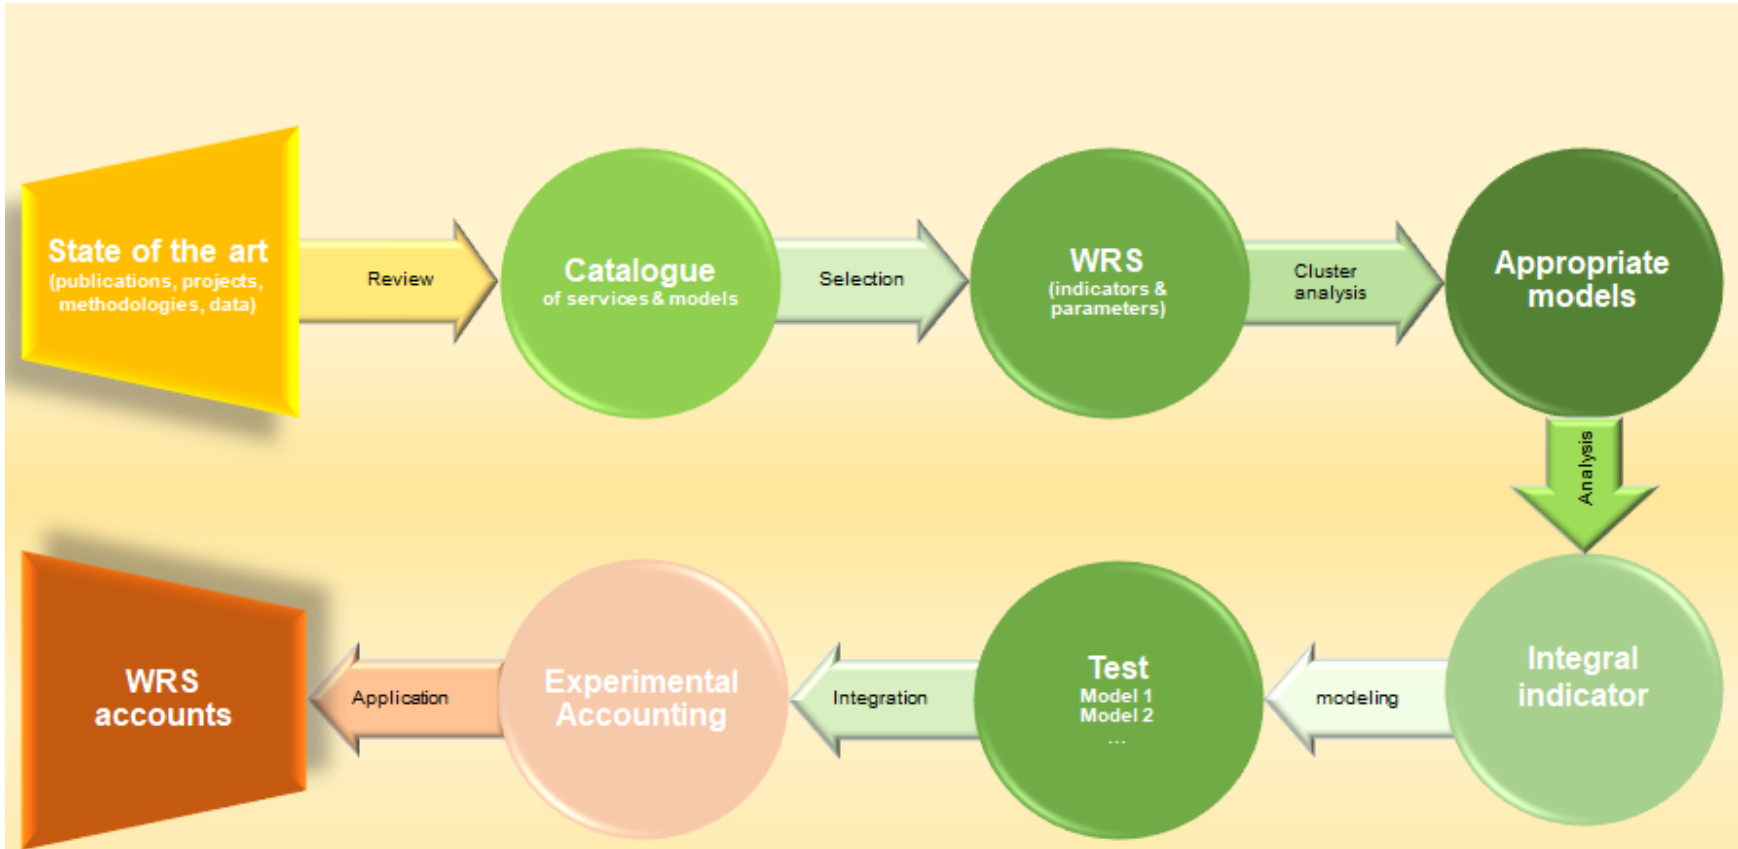 State of the art
(publications, projects,
methodologies, data)
Review
Catalogue
of services & models
Selection
WRS
(indicators &
parameters)
Cluster
analysis
Appropriate
models
Analysis
Integral
indicator
modeling
Test
Model 1
Model 2
...
Integration
Experimental
Accounting
Application
WRS
accounts